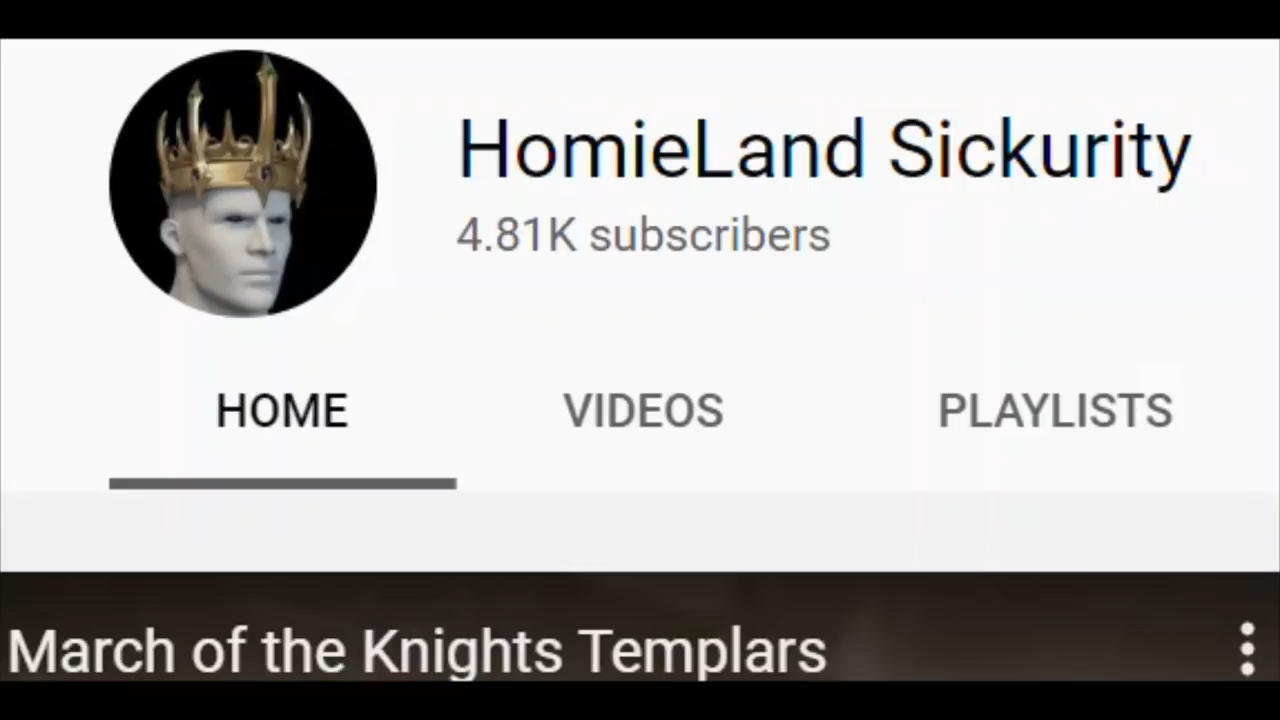 HomieLand Sickurity
4.81K subscribers
HOME VIDEOS PLAYLISTS
March of the Knights Templars